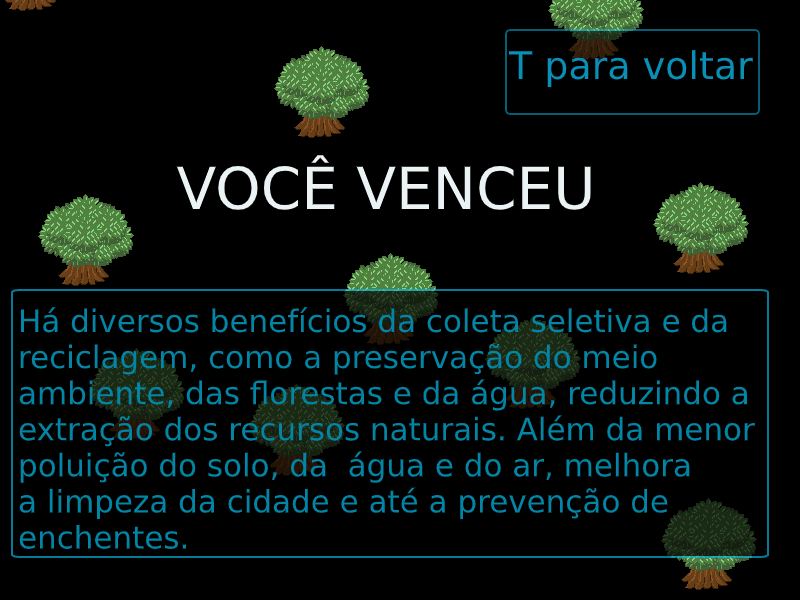 T para voltar
VOCÊ VENCEU
Há diversos benefícios da coleta seletiva e da
reciclagem, como a preservação do meio
ambiente, das florestas e da água, reduzindo a
extração dos recursos naturais. Além da menor
poluição do solo, da  água e do ar, melhora
a limpeza da cidade e até a prevenção de
enchentes.